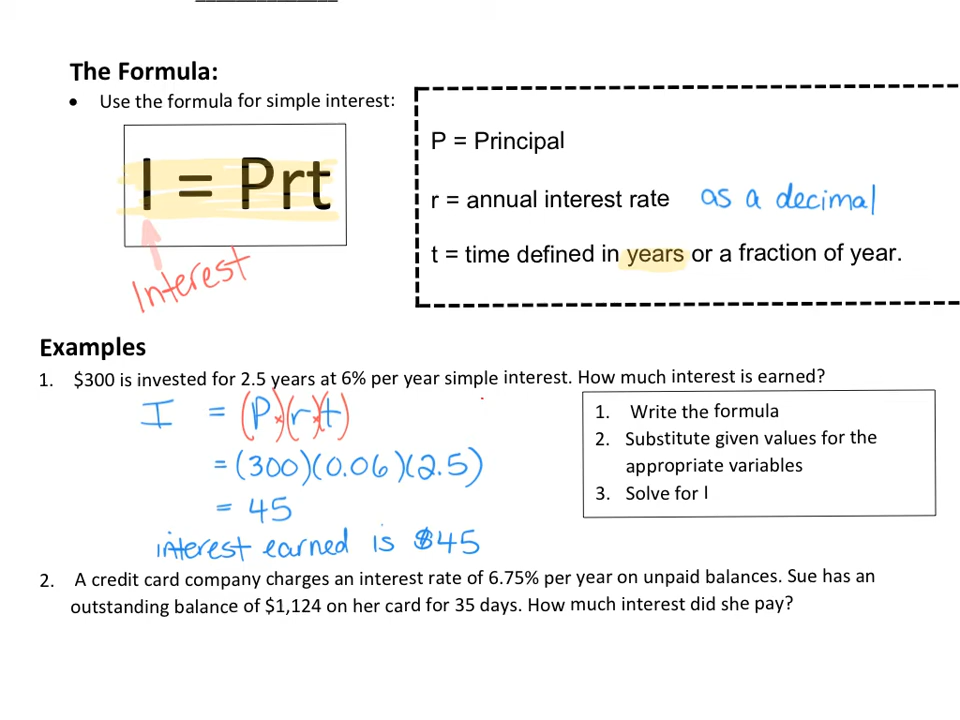 The Formula:
• Use the formula for simple interest:
I = Prt
Interest
P = Principal
r = annual interest rate as a decimal
t = time defined in years or a fraction of year.
Examples
1. $300 is invested for 2.5 years at 6% per year simple interest. How much interest is earned?
I = (P)(r)(t)
= (300)(0.06)(2.5)
= 45
interest earned is $45
1. Write the formula
2. Substitute given values for the
appropriate variables
3. Solve for I
2. A credit card company charges an interest rate of 6.75% per year on unpaid balances. Sue has an
outstanding balance of $1,124 on her card for 35 days. How much interest did she pay?